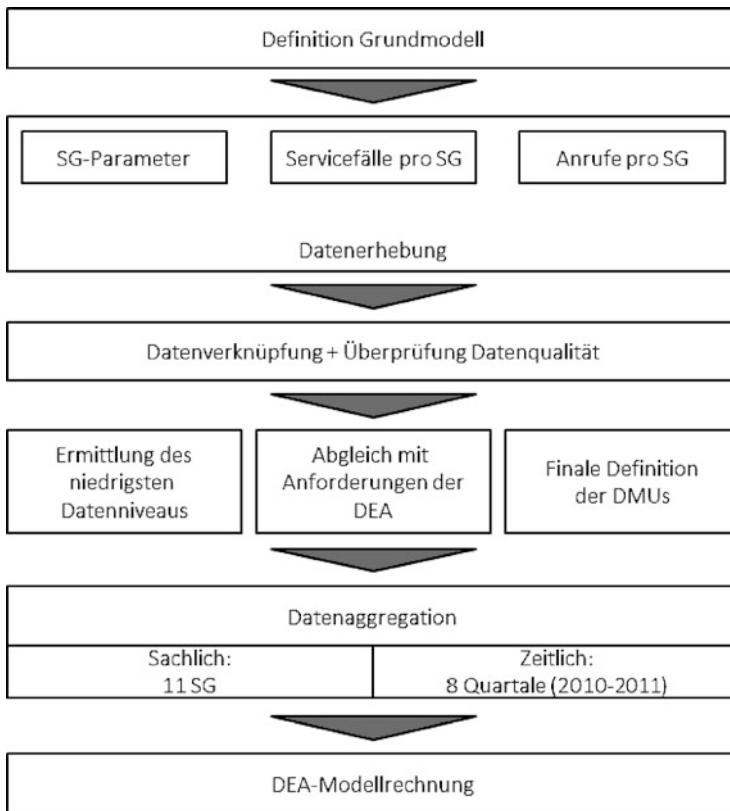 Definition Grundmodell
SG-Parameter
Servicefälle pro SG
Anrufe pro SG
Datenerhebung
Datenverknüpfung + Überprüfung Datenqualität
Ermittlung des
niedrigsten
Datenniveaus
Abgleich mit
Anforderungen der
DEA
Finale Definition
der DMUs
Datenaggregation
Sachlich:
11 SG
Zeitlich:
8 Quartale (2010-2011)
DEA-Modellrechnung